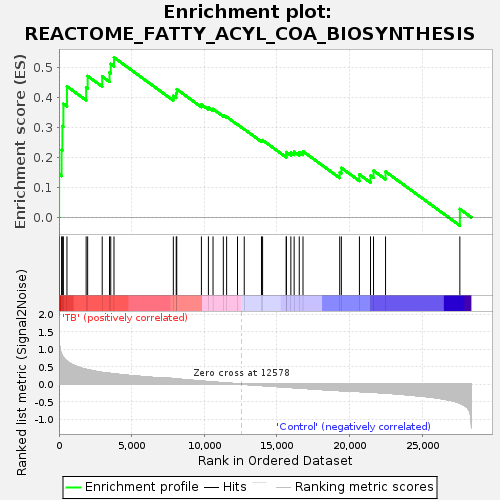 Enrichment plot:
REACTOME_FATTY_ACYL_COA_BIOSYNTHESIS
Enrichment score (ES)
0.5
0.4
0.3
0.2
0.1
0.0
'TB' (positively correlated)
Ranked list metric (Signal2Noise)
2.0
1.5
1.0
0.5
0.0
-0.5
-1.0
Zero cross at 12578
'Control' (negatively correlated)
0 5,000 10,000 15,000 20,000 25,000
Rank in Ordered Dataset
Enrichment profile Hits Ranking metric scores